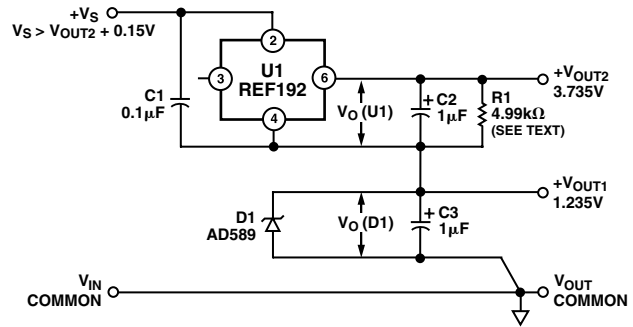 +VS
VS > VOUT2 + 0.15V
2
U1
REF192
3
6
4
C1
0.1µF
VO (U1)
+ C2
1µF
R1
4.99kΩ
(SEE TEXT)
+VOUT2
3.735V
+VOUT1
1.235V
D1
AD589
VO (D1)
+ C3
1µF
VIN
COMMON
VOUT
COMMON